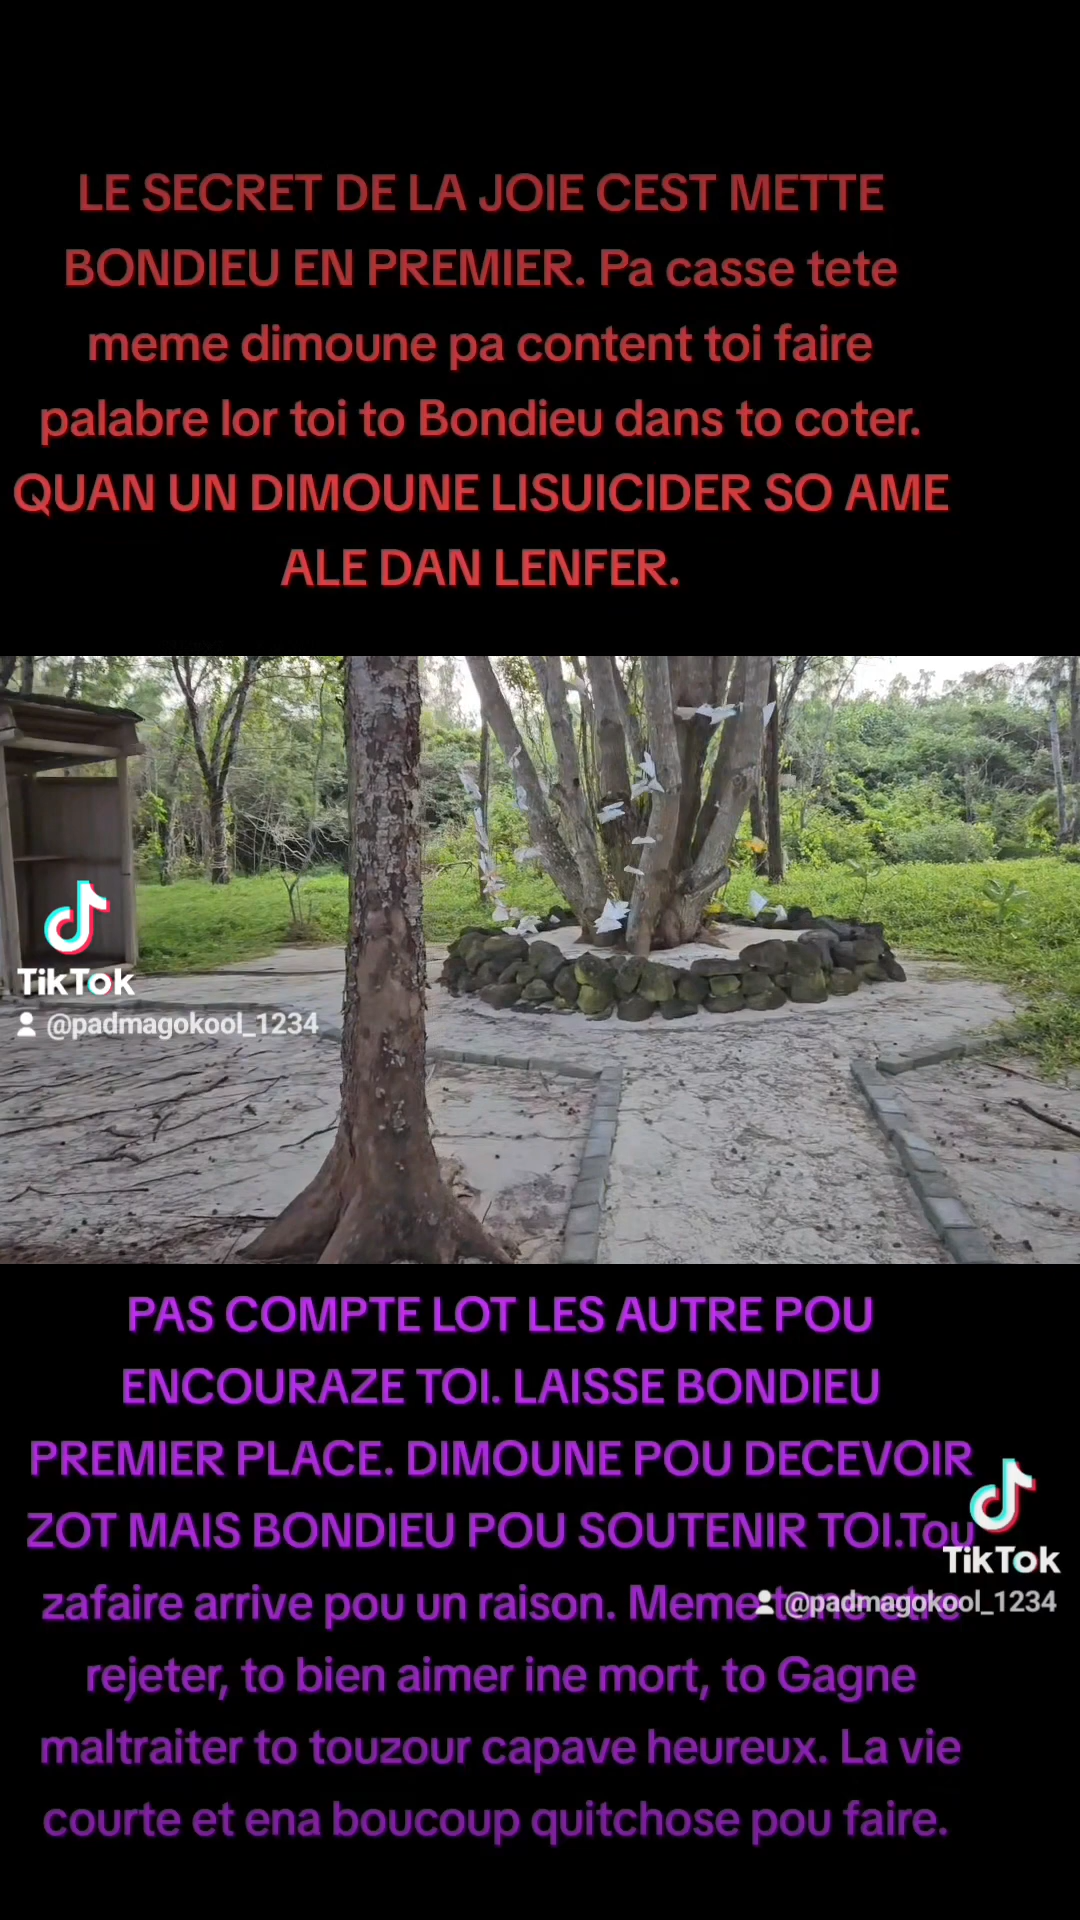 LE SECRET DE LA JOIE CEST METTE
BONDIEU EN PREMIER. Pa casse tete
meme dimoune pa content toi faire
palabre lor toi to Bondieu dans to coter.
QUAN UN DIMOUNE LISUICIDER SO AME
ALE DAN LENFER.
TikTok
@padmagokool_1234
PAS COMPTE LOT LES AUTRE POU
ENCOURAZE TOI. LAISSE BONDIEU
PREMIER PLACE. DIMOUNE POU DECEVOIR
ZOT MAIS BONDIEU POU SOUTENIR TOI.Tou
TikTok
zafaire arrive pou un raison. Meme
@padmagokool_1234
rejeter, to bien aimer ine mort, to Gagne
maltraiter to touzour capave heureux. La vie
courte et ena boucoup quitchose pou faire.